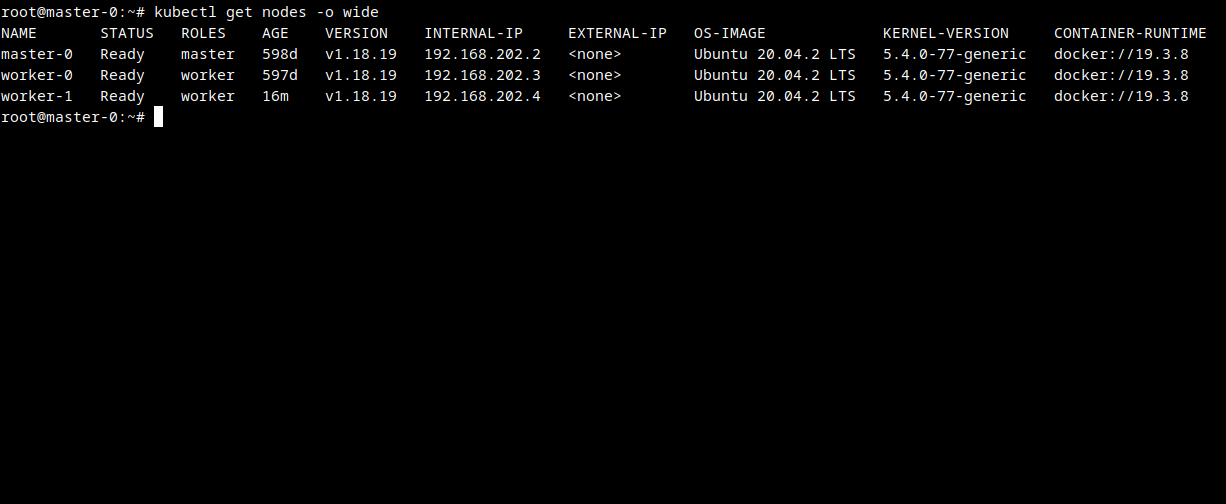 root@master-0:~# kubectl get nodes -o wide
NAME STATUS ROLES AGE VERSION INTERNAL-IP EXTERNAL-IP OS-IMAGE KERNEL-VERSION CONTAINER-RUNTIME
master-0 Ready master 598d v1.18.19 192.168.202.2 <none> Ubuntu 20.04.2 LTS 5.4.0-77-generic docker://19.3.8
worker-0 Ready worker 597d v1.18.19 192.168.202.3 <none> Ubuntu 20.04.2 LTS 5.4.0-77-generic docker://19.3.8
worker-1 Ready worker 16m v1.18.19 192.168.202.4 <none> Ubuntu 20.04.2 LTS 5.4.0-77-generic docker://19.3.8
root@master-0:~#